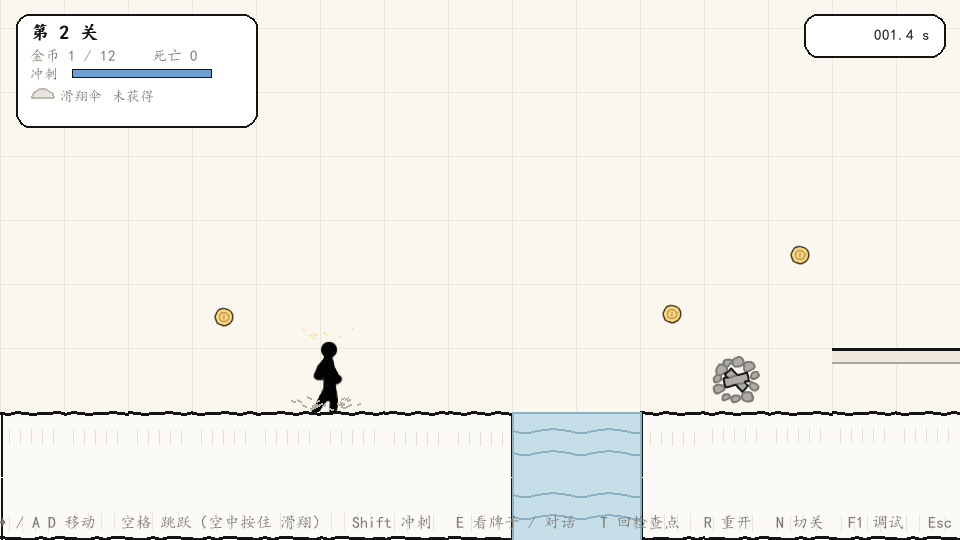 第 2 关
金币 1 / 12 死亡 0
冲刺
滑翔伞 未获得
001.4 s
/ A D 移动 空格 跳跃 (空中按住 滑翔) Shift 冲刺 E 看牌子 / 对话 T 回检查点 R 重开 N 切关 F1 调试 Esc